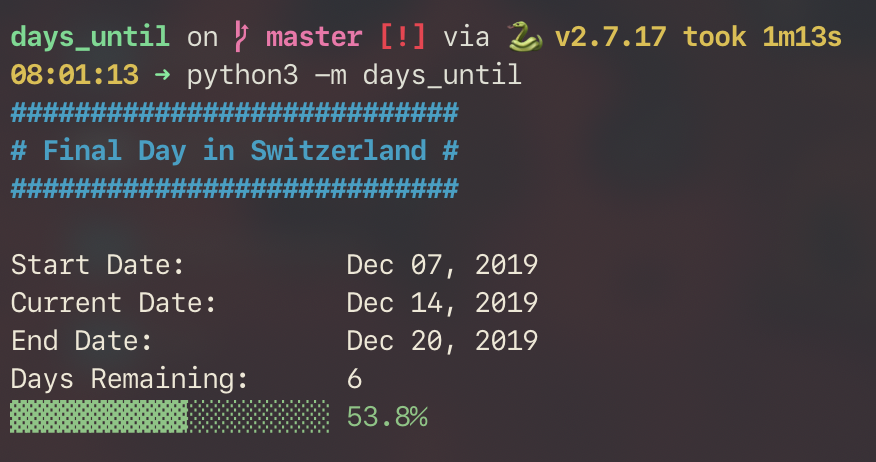 days_until on  master [!] via 🐍 v2.7.17 took 1m13s
08:01:13 ➜ python3 —m days_until
############################
# Final Day in Switzerland #
############################
Start Date: Dec 07, 2019
Current Date: Dec 14, 2019
End Date: Dec 20, 2019
Days Remaining: 6
▓▓▓▓▓▓▓▓▓▓▓░░░░░░░░░ 53.8%